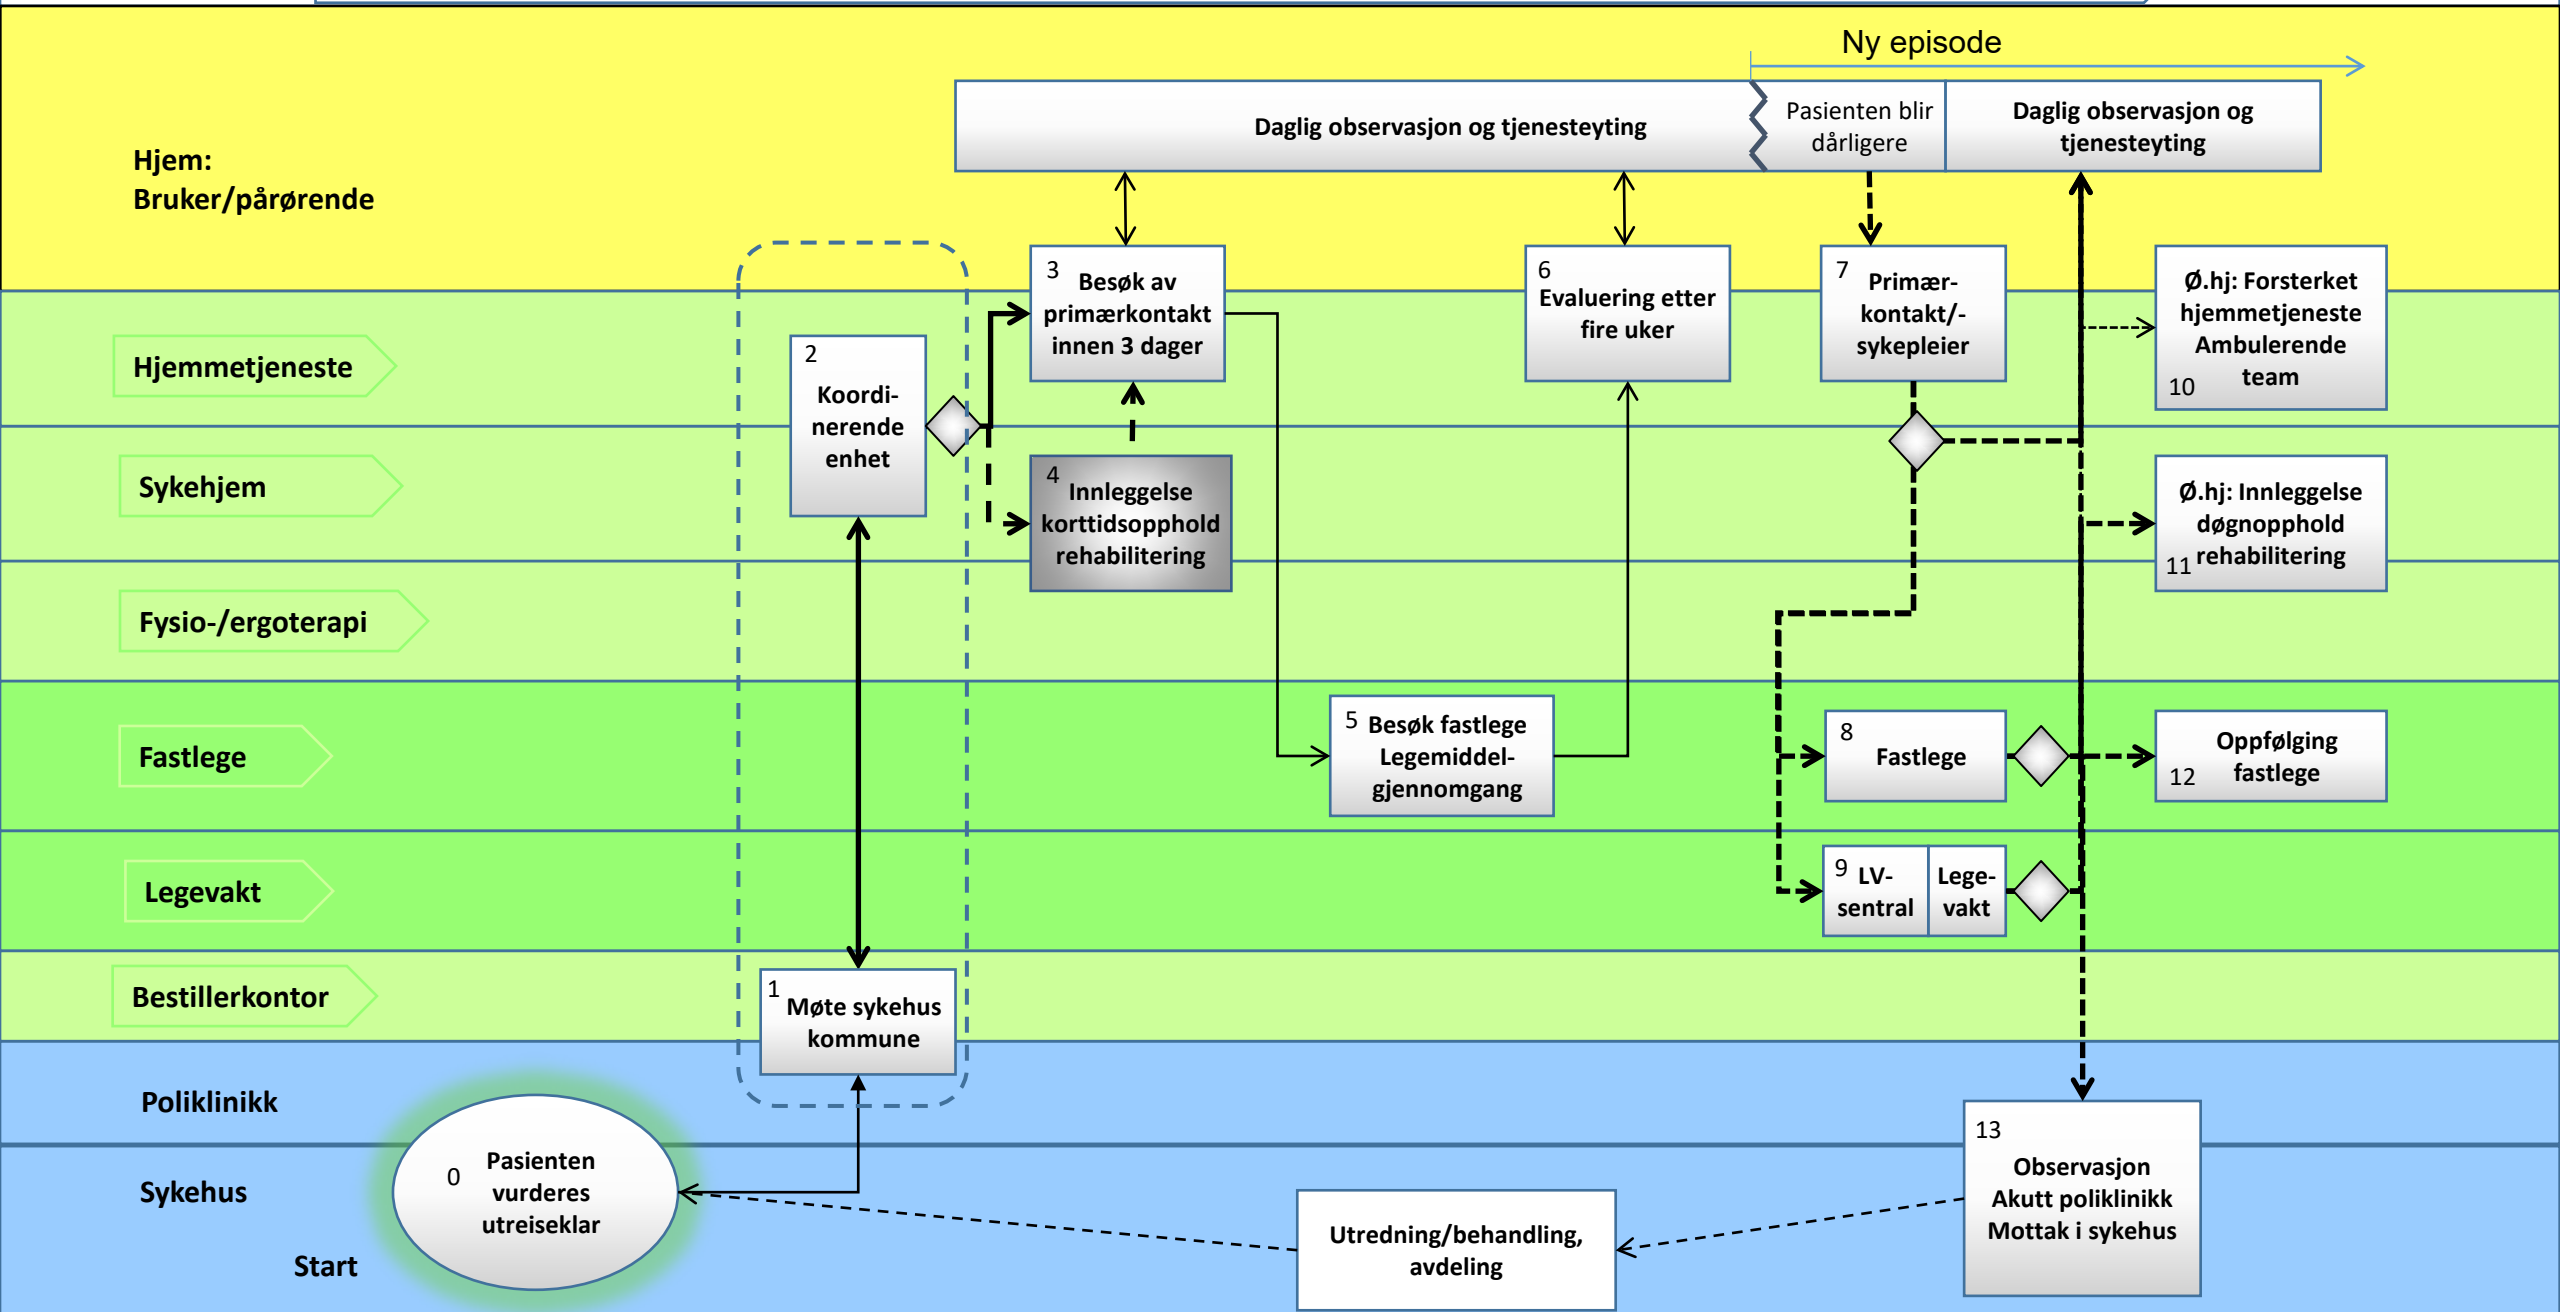 Ny episode
Daglig observasjon og tjenesteyting
Pasienten blir
dårligere
Daglig observasjon og
tjenesteyting
Hjem:
Bruker/pårørende
3
Besøk av
primærkontakt
innen 3 dager
6
Evaluering etter
fire uker
7
Primær-
kontakt/-
sykepleier
Ø.hj: Forsterket
hjemmetjeneste
Ambulerende
team
10
Hjemmetjeneste
2
Koordi-
nerende
enhet
Sykehjem
4
Innleggelse
korttidsopphold
rehabilitering
Ø.hj: Innleggelse
døgnopphold
rehabilitering
11
Fysio-/ergoterapi
Fastlege
5
Besøk fastlege
Legemiddel-
gjennomgang
8
Fastlege
Oppfølging
fastlege
12
Legevakt
9
LV-
sentral
Lege-
vakt
Bestillerkontor
1
Møte sykehus
kommune
Poliklinikk
Sykehus
Start
0
Pasienten
vurderes
utreiseklar
Utredning/behandling,
avdeling
13
Observasjon
Akutt poliklinikk
Mottak i sykehus